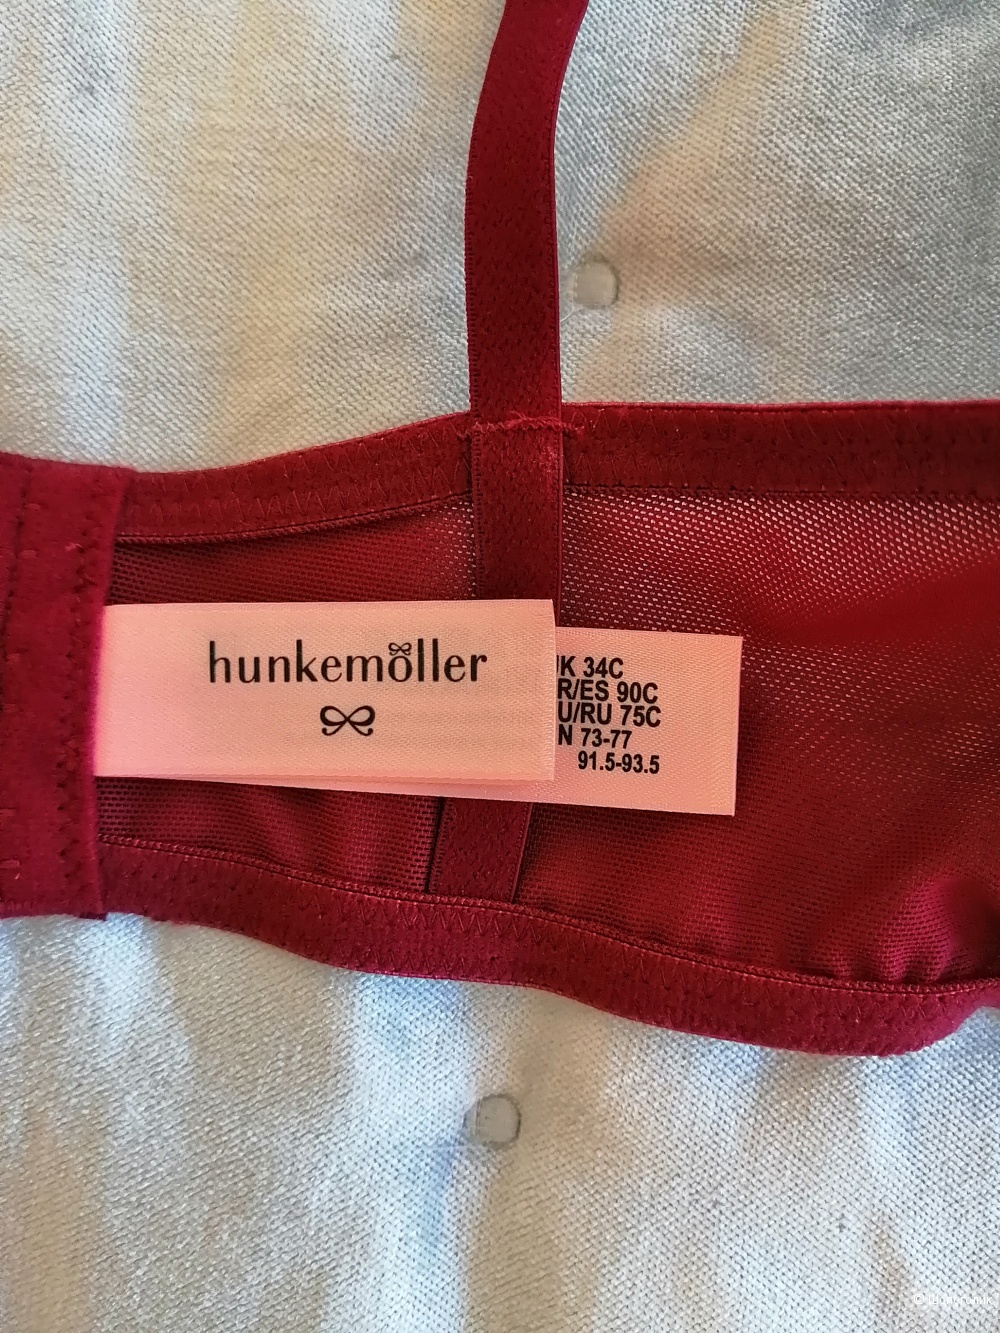 hunkemöller
K 34C
R/ES 90C
U/RU 75C
N 73-77
91.5-93.5